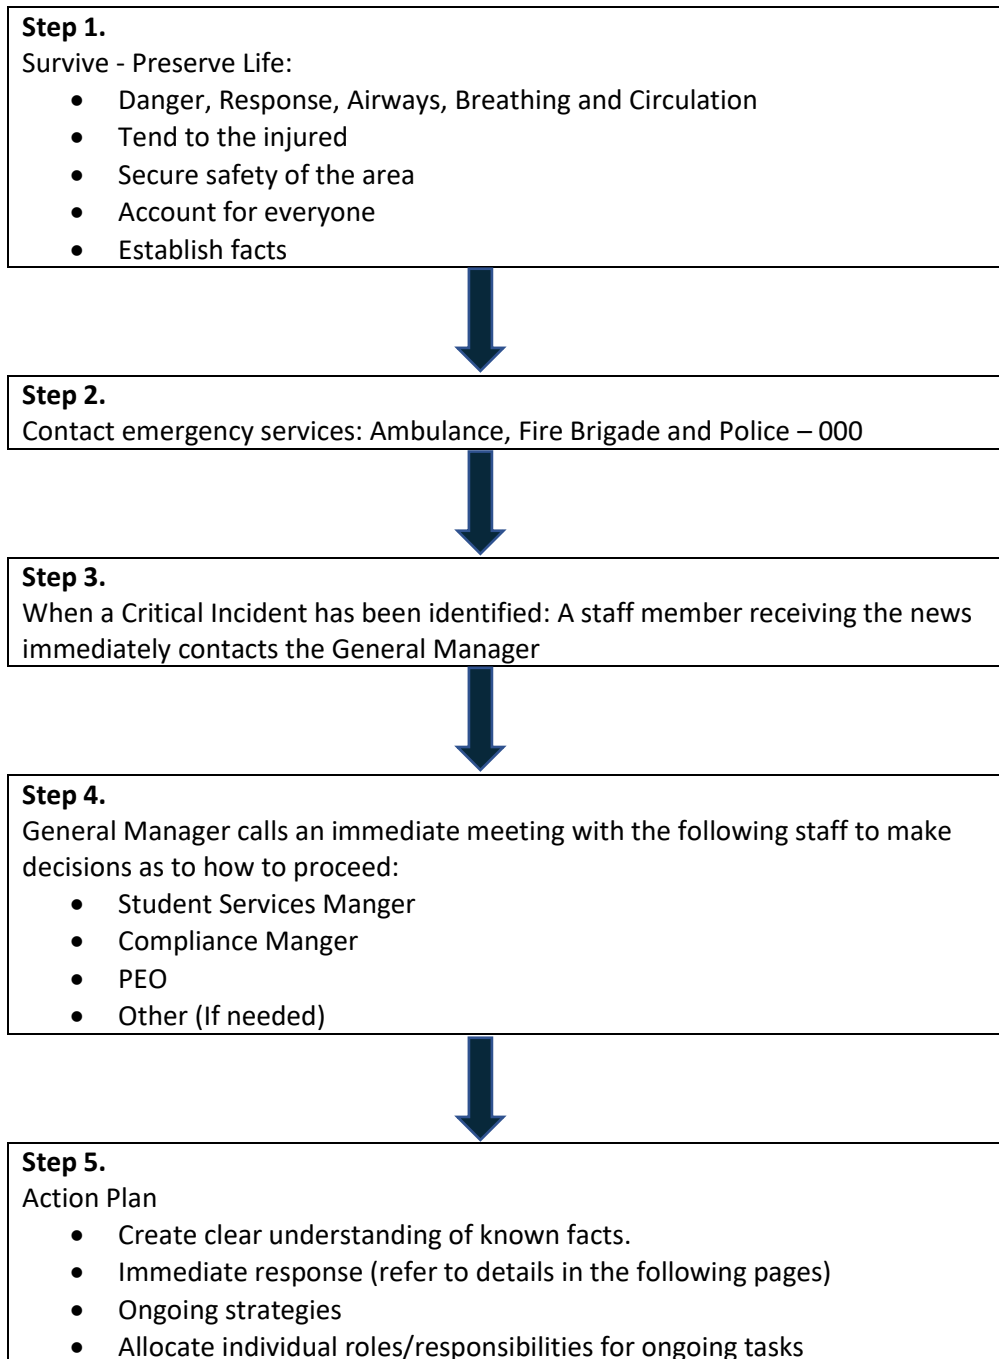 Step 1.
Survive - Preserve Life:
• Danger, Response, Airways, Breathing and Circulation
• Tend to the injured
• Secure safety of the area
• Account for everyone
• Establish facts
Step 2.
Contact emergency services: Ambulance, Fire Brigade and Police – 000
Step 3.
When a Critical Incident has been identified: A staff member receiving the news
immediately contacts the General Manager
Step 4.
General Manager calls an immediate meeting with the following staff to make
decisions as to how to proceed:
• Student Services Manger
• Compliance Manger
• PEO
• Other (If needed)
Step 5.
Action Plan
• Create clear understanding of known facts.
• Immediate response (refer to details in the following pages)
• Ongoing strategies
• Allocate individual roles/responsibilities for ongoing tasks